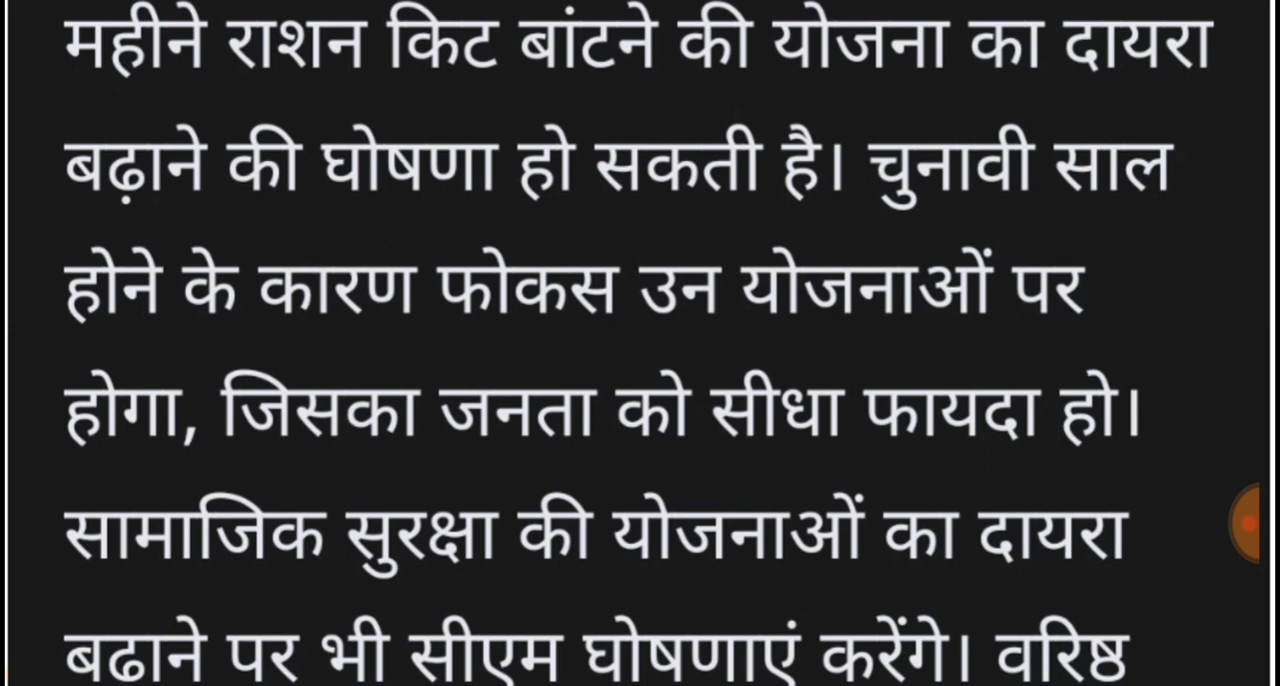 महीने राशन किट बांटने की योजना का दायरा
बढ़ाने की घोषणा हो सकती है। चुनावी साल
होने के कारण फोकस उन योजनाओं पर
होगा, जिसका जनता को सीधा फायदा हो।
सामाजिक सुरक्षा की योजनाओं का दायरा
बढाने पर भी सीएम घोषणाएं करेंगे। वरिष्ठ